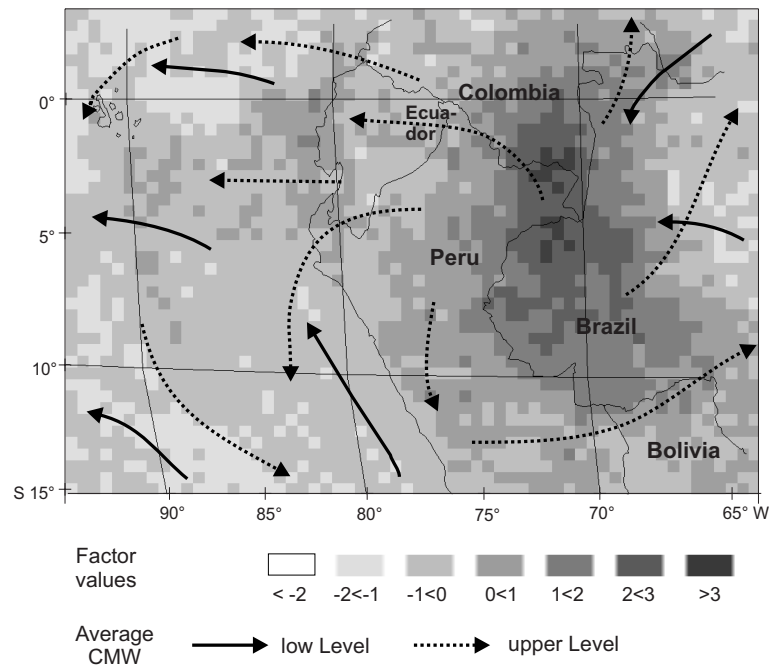 Colombia
0°
Ecua-
dor
5°
Peru
Brazil
10°
Bolivia
S 15°
90°
85°
80°
75°
70°
65° W
Factor
values
< -2
-2<-1
-1<0
0<1
1<2
2<3
>3
Average
CMW
low Level
upper Level